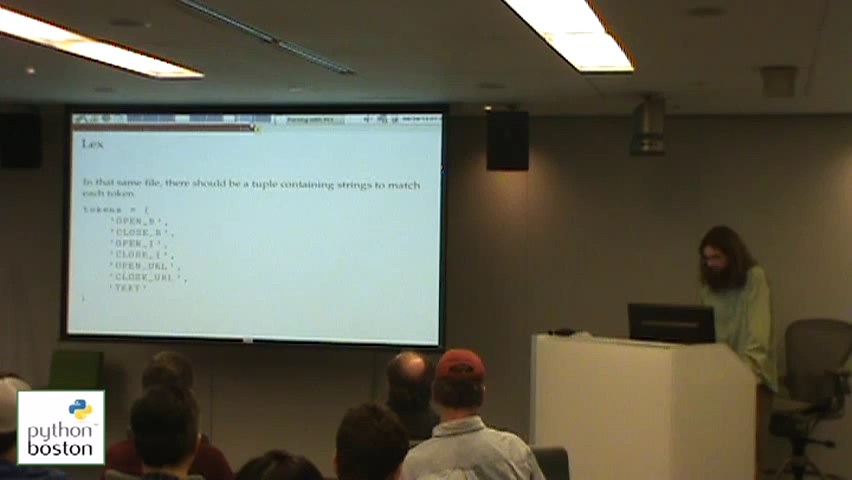 Lex
In that same file, there should be a tuple containing strings to match
each token.
tokens = (
'OPEN_B',
'CLOSE_B',
'OPEN_I',
'CLOSE_I',
'OPEN_URL',
'CLOSE_URL',
'TEXT'
)
python™
boston